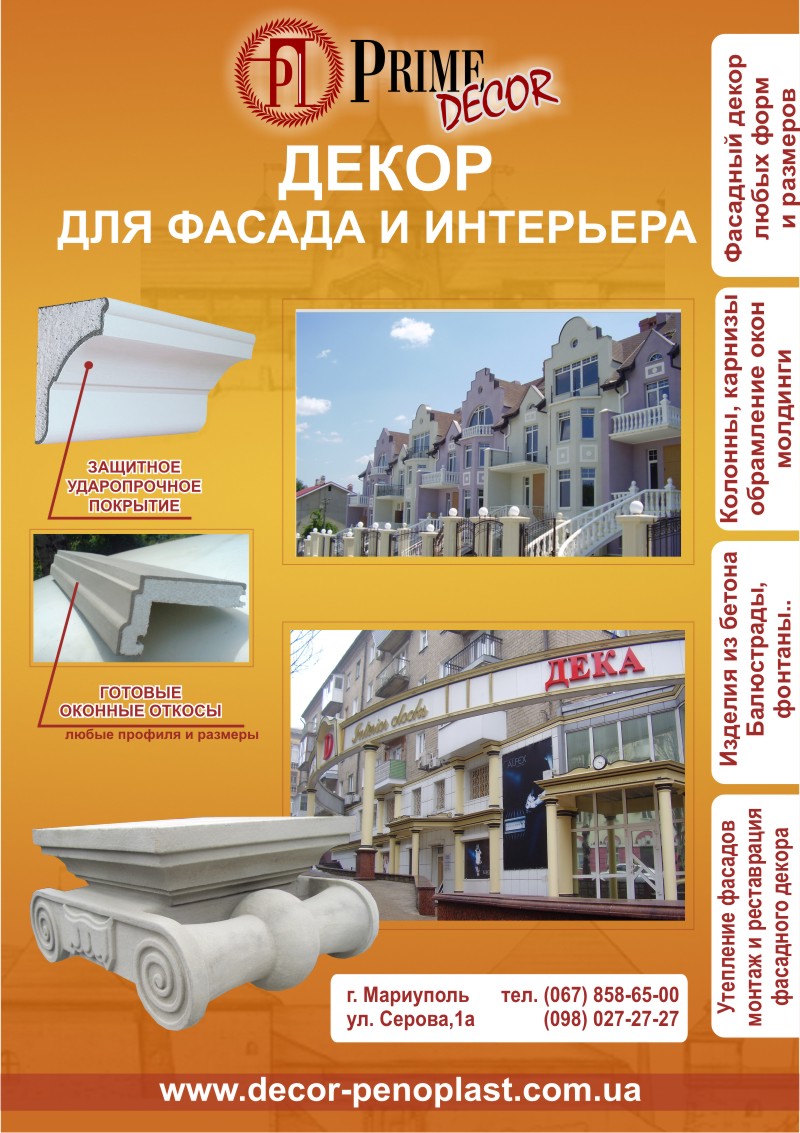 PRIME
DECOR
ДЕКОР
ДЛЯ ФАСАДА И ИНТЕРЬЕРА
ЗАЩИТНОЕ
УДАРОПРОЧНОЕ
ПОКРЫТИЕ
ГОТОВЫЕ
ОКОННЫЕ ОТКОСЫ
любые профиля и размеры
ДЕКА
г. Мариуполь тел. (067) 858-65-00
ул. Серова,1а (098) 027-27-27
Фасадный декор
любых форм
и размеров
Колонны, карнизы
обрамление окон
молдинги
Изделия из бетона
Балюстрады,
фонтаны..
Утепление фасадов
монтаж и реставрация
фасадного декора
www.decor-penoplast.com.ua